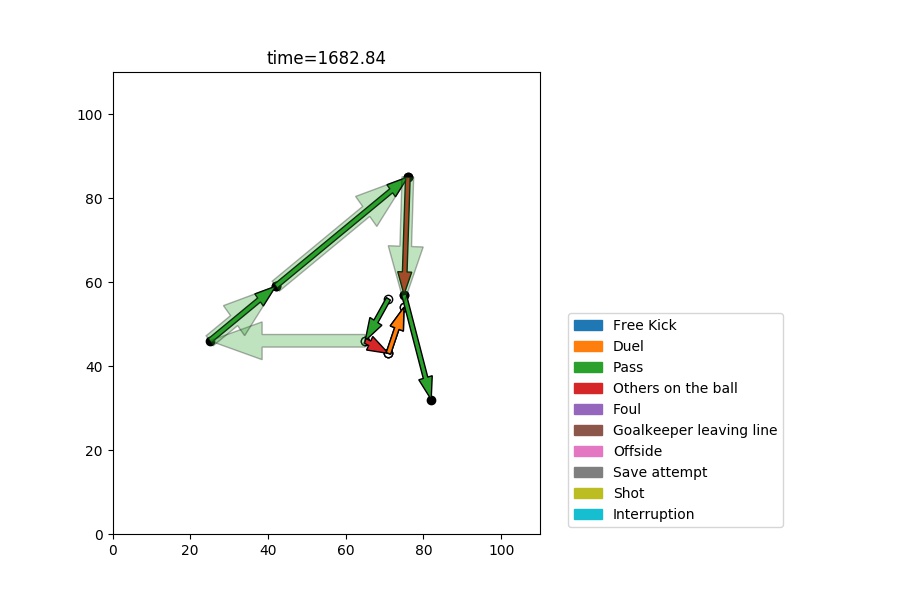 time=1682.84
100
80
60
40
20
0
0 20 40 60 80 100
Free Kick
Duel
Pass
Others on the ball
Foul
Goalkeeper leaving line
Offside
Save attempt
Shot
Interruption